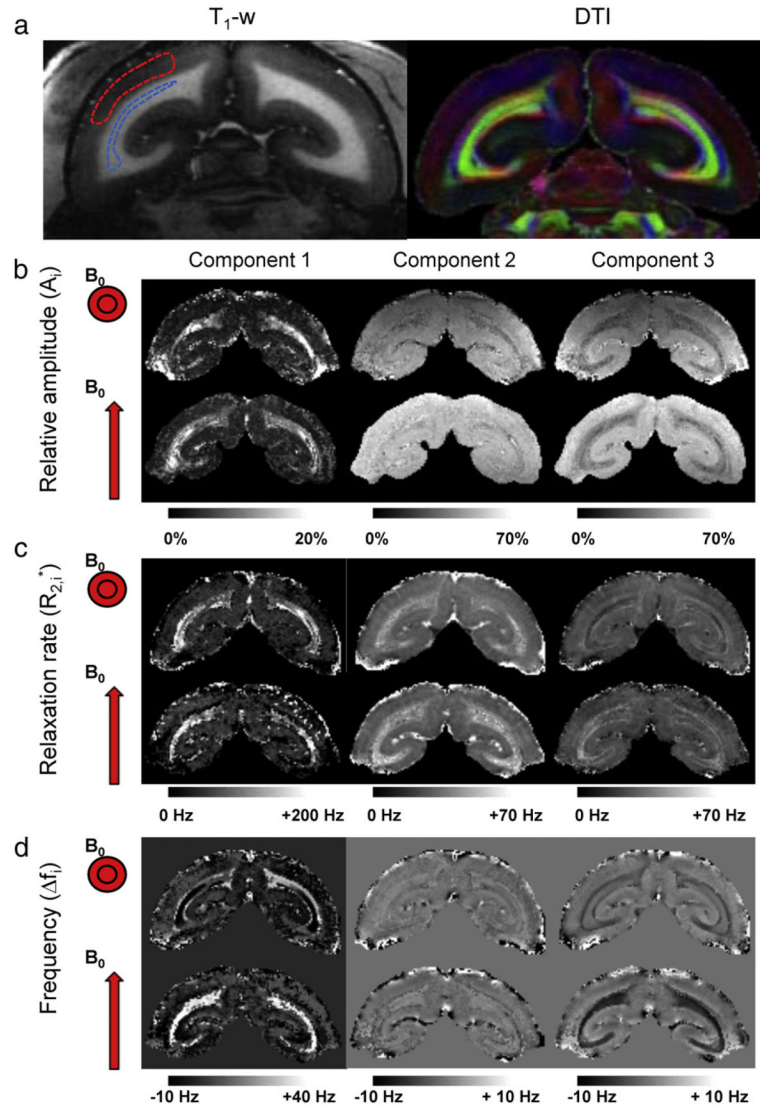 a
T1-w DTI
b
Component 1 Component 2 Component 3
Relative amplitude (Ai)
B0
B0
0% 20% 0% 70% 0% 70%
c
Relaxation rate (R2,i*)
B0
B0
0 Hz +200 Hz 0 Hz +70 Hz 0 Hz +70 Hz
d
Frequency (Δfi)
B0
B0
-10 Hz +40 Hz -10 Hz + 10 Hz -10 Hz + 10 Hz